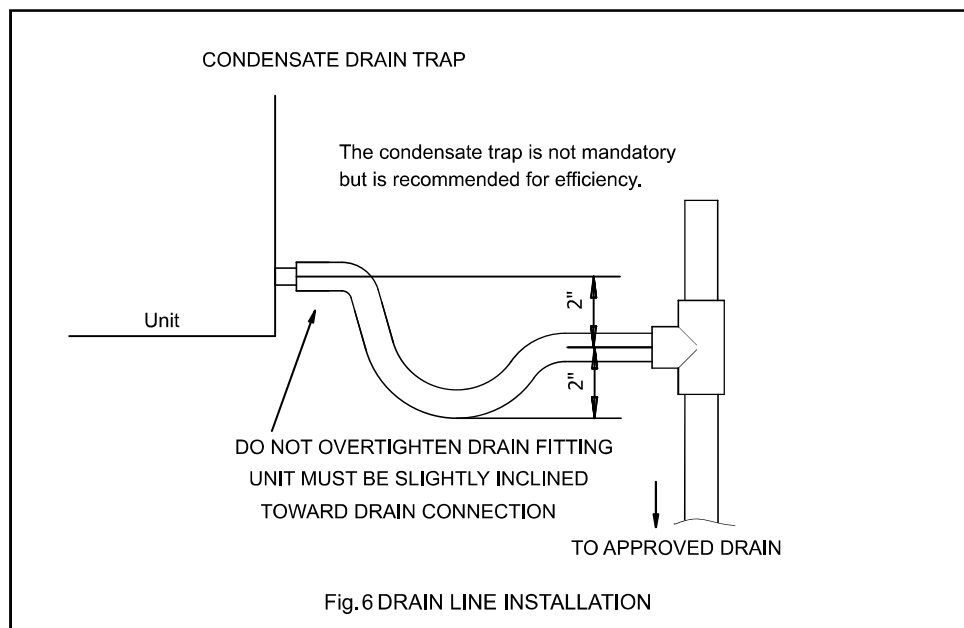 CONDENSATE DRAIN TRAP
The condensate trap is not mandatory
but is recommended for efficiency.
Unit
2"
2"
DO NOT OVERTIGHTEN DRAIN FITTING
UNIT MUST BE SLIGHTLY INCLINED
TOWARD DRAIN CONNECTION
TO APPROVED DRAIN
Fig.6 DRAIN LINE INSTALLATION